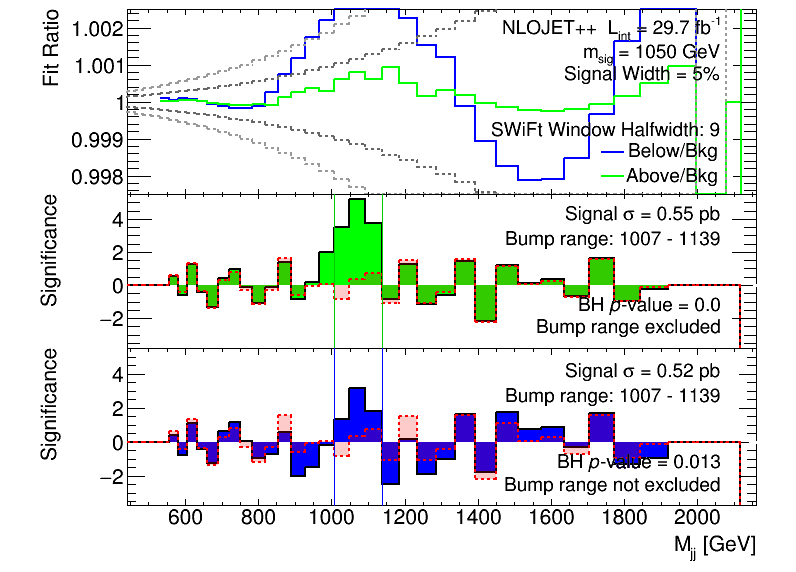 Fit Ratio
1.002
1.001
1
0.999
0.998
NLOJET++ L_int = 29.7 fb^-1
m_sig = 1050 GeV
Signal Width = 5%
SWiFt Window Halfwidth: 9
Below/Bkg
Above/Bkg
Significance
4
2
0
−2
Signal σ = 0.55 pb
Bump range: 1007 - 1139
BH p-value = 0.0
Bump range excluded
Significance
4
2
0
−2
Signal σ = 0.52 pb
Bump range: 1007 - 1139
BH p-value = 0.013
Bump range not excluded
600 800 1000 1200 1400 1600 1800 2000
M_jj [GeV]